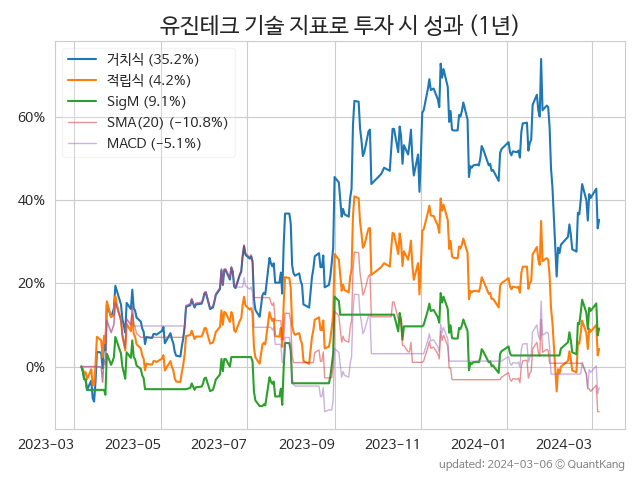 유진테크 기술 지표로 투자 시 성과 (1년)
거치식 (35.2%)
적립식 (4.2%)
SigM (9.1%)
SMA(20) (−10.8%)
MACD (−5.1%)
60%
40%
20%
0%
2023-03 2023-05 2023-07 2023-09 2023-11 2024-01 2024-03
updated: 2024-03-06 © QuantKang